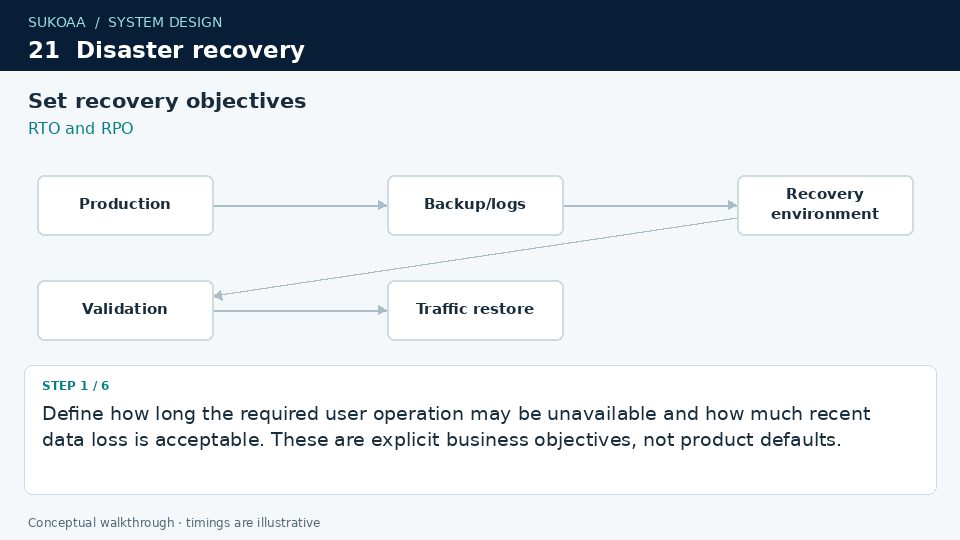 SUKOAA / SYSTEM DESIGN
21 Disaster recovery
Set recovery objectives
RTO and RPO
Production
Backup/logs
Recovery
environment
Validation
Traffic restore
STEP 1 / 6
Define how long the required user operation may be unavailable and how much recent
data loss is acceptable. These are explicit business objectives, not product defaults.
Conceptual walkthrough · timings are illustrative